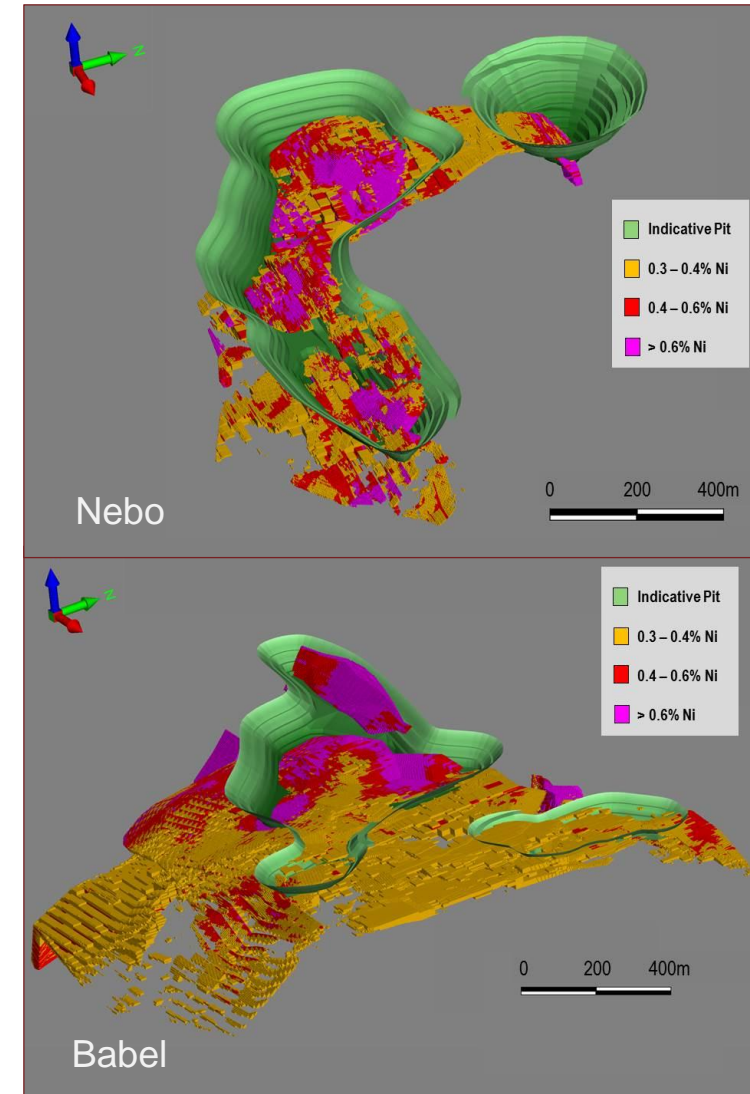 N
Indicative Pit
0.3 – 0.4% Ni
0.4 – 0.6% Ni
> 0.6% Ni
0 200 400m
Nebo
N
Indicative Pit
0.3 – 0.4% Ni
0.4 – 0.6% Ni
> 0.6% Ni
0 200 400m
Babel